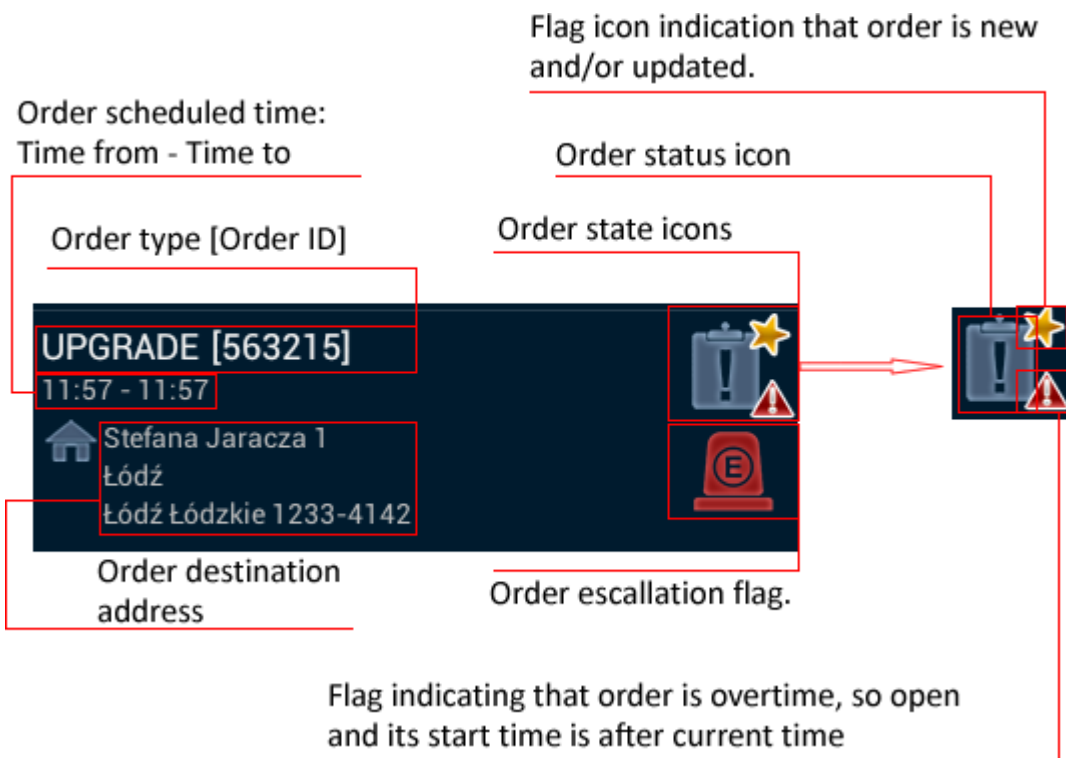 Flag icon indication that order is new
and/or updated.
Order scheduled time:
Time from - Time to
Order status icon
Order type [Order ID]
Order state icons
UPGRADE [563215]
11:57 - 11:57
Stefana Jaracza 1
Łódź
Łódź Łódzkie 1233-4142
E
Order destination
address
Order escallation flag.
Flag indicating that order is overtime, so open
and its start time is after current time